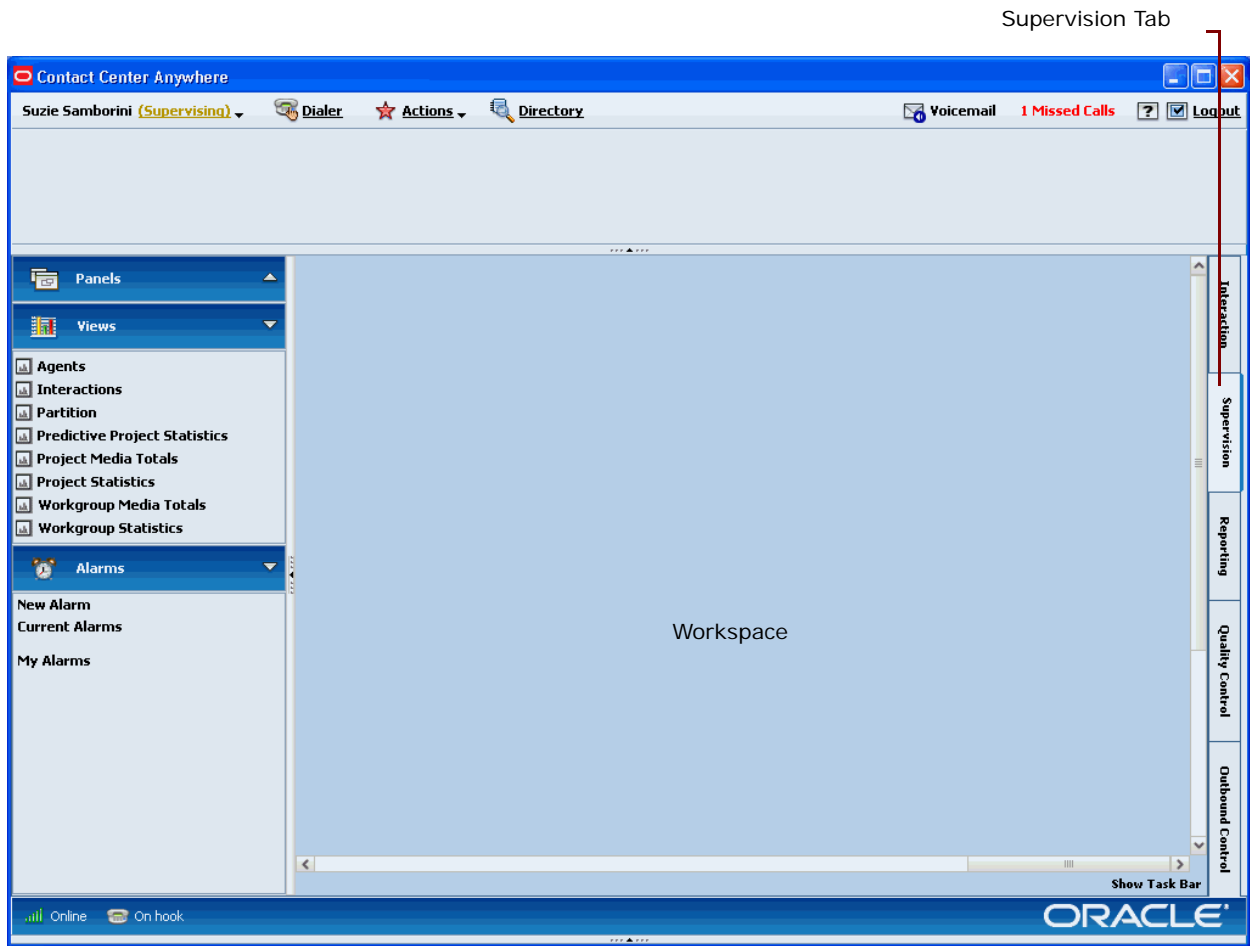 Supervision Tab
Contact Center Anywhere
Suzie Samborini (Supervising) Dialer Actions Directory Voicemail 1 Missed Calls ? Logout
Panels
Views
Agents
Interactions
Partition
Predictive Project Statistics
Project Media Totals
Project Statistics
Workgroup Media Totals
Workgroup Statistics
Alarms
New Alarm
Current Alarms
My Alarms
Workspace
Interaction
Supervision
Reporting
Quality Control
Outbound Control
Show Task Bar
Online On hook
ORACLE